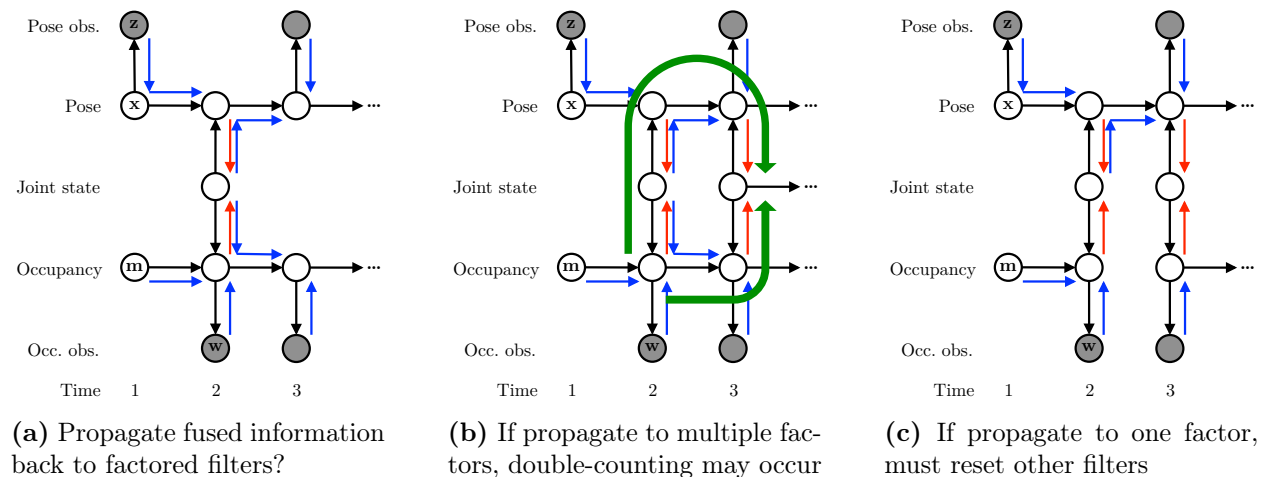 Pose obs.
z
Pose
x
...
Joint state
Occupancy
m
...
Occ. obs.
w
Time 1 2 3
(a) Propagate fused information
back to factored filters?
Pose obs.
z
Pose
x
...
Joint state
...
Occupancy
m
...
Occ. obs.
w
Time 1 2 3
(b) If propagate to multiple fac-
tors, double-counting may occur
Pose obs.
z
Pose
x
...
Joint state
Occupancy
m
...
Occ. obs.
w
Time 1 2 3
(c) If propagate to one factor,
must reset other filters